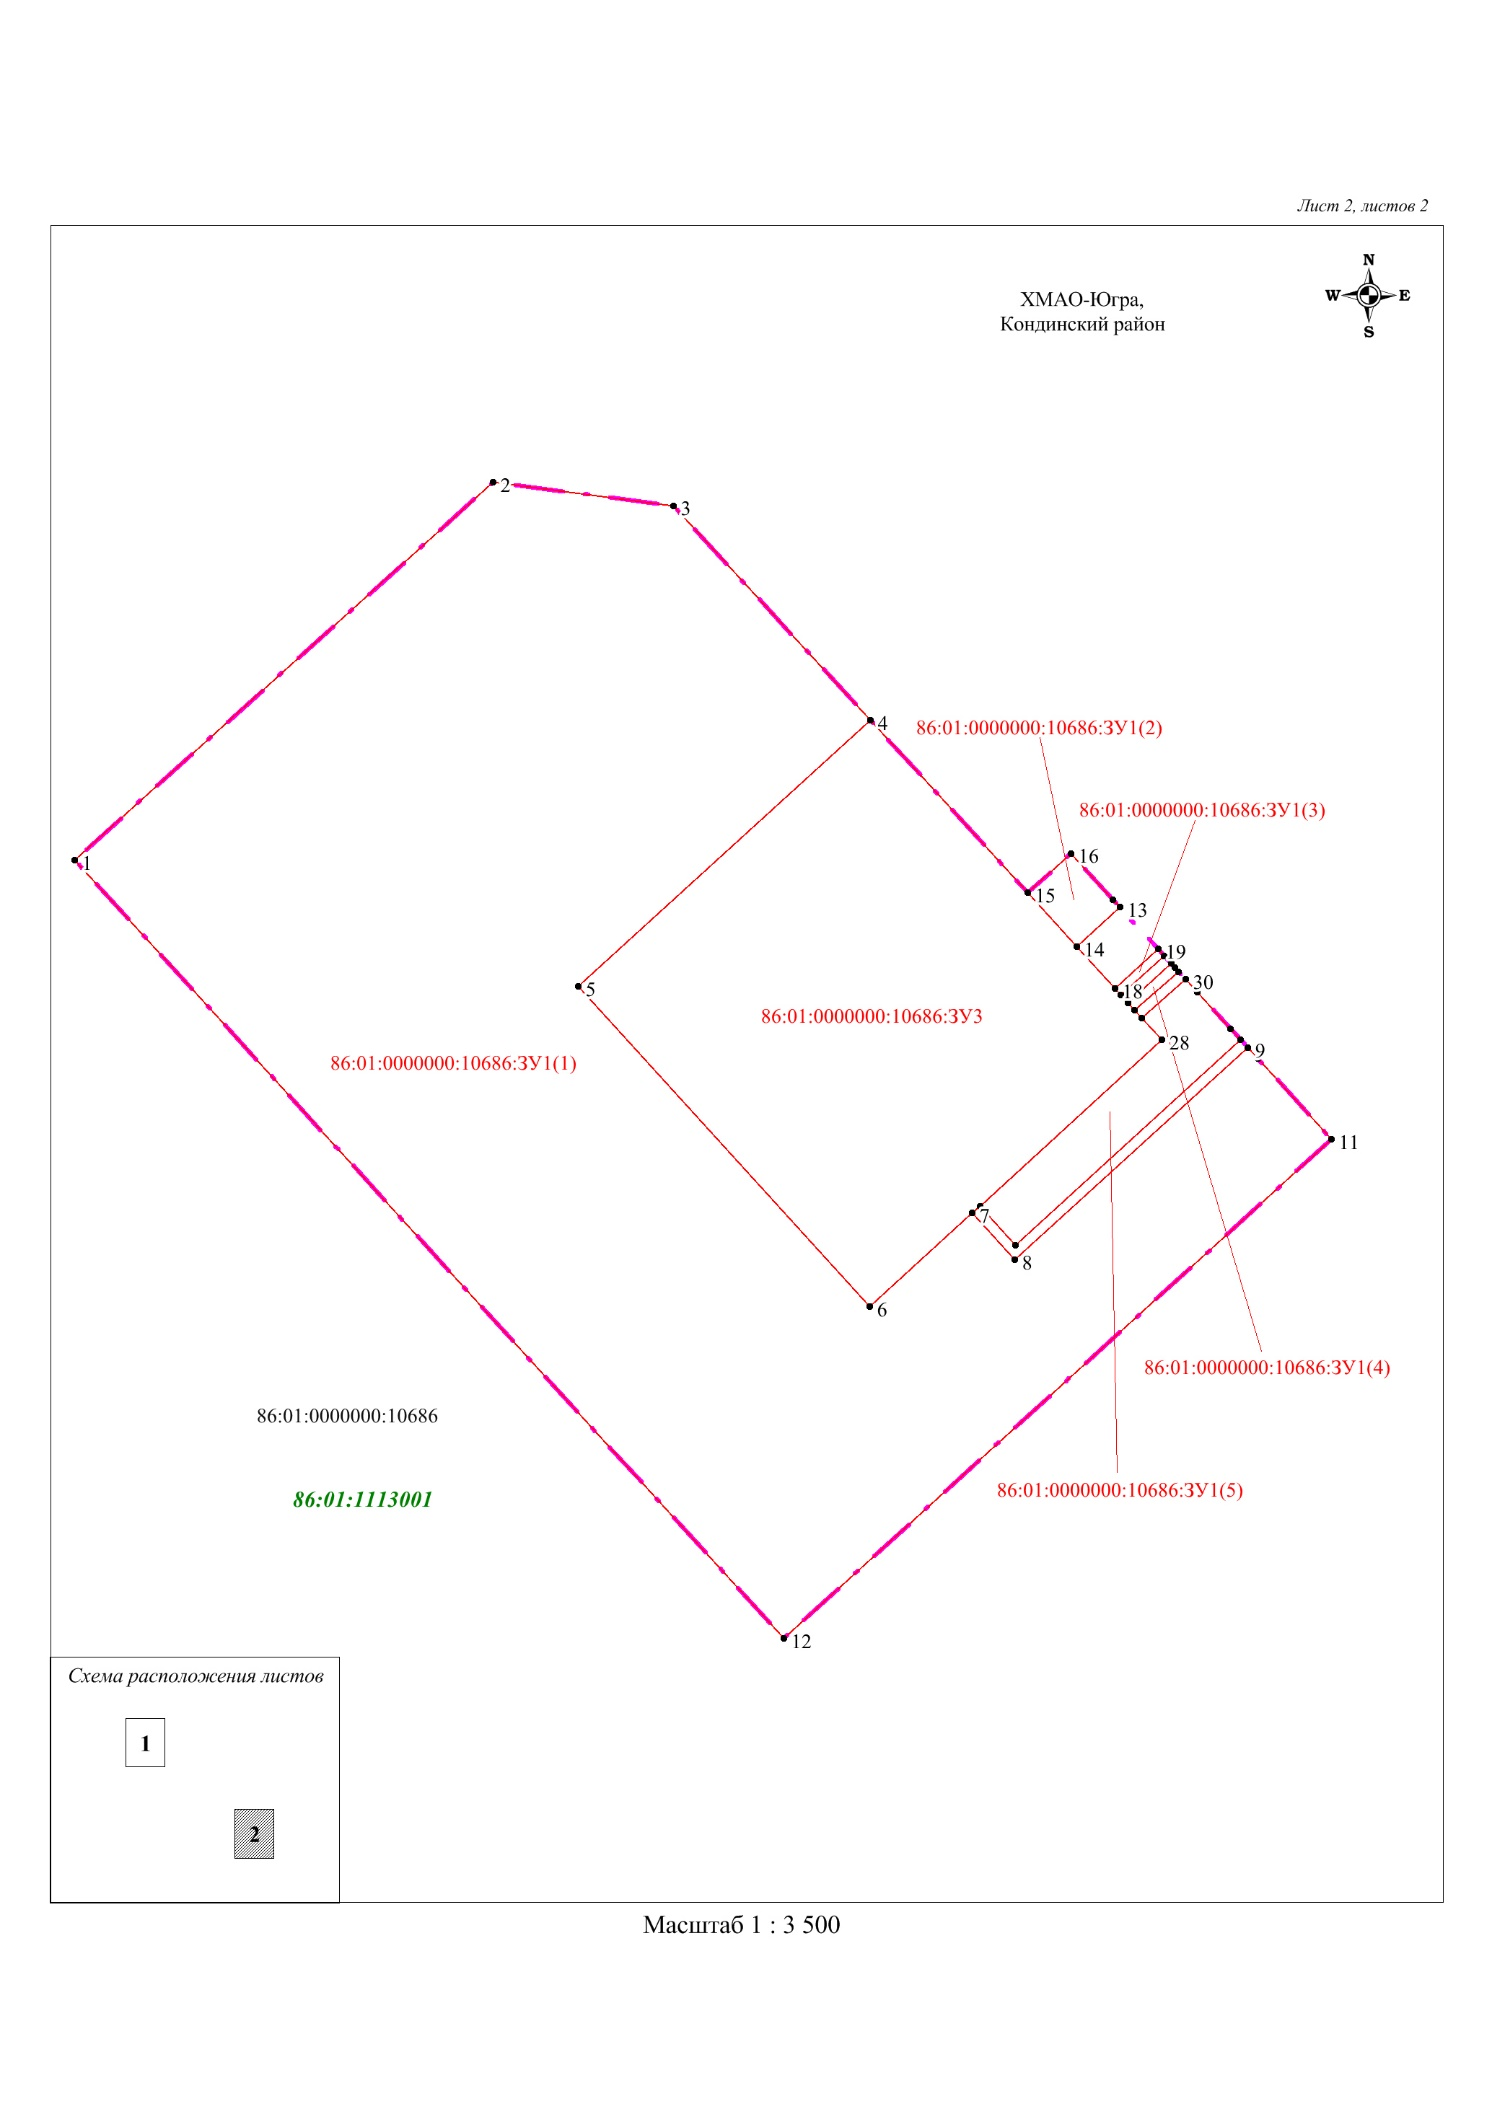 Лист 2, листов 2
N
W E
S
ХМАО-Югра,
Кондинский район
2
3
4
86:01:0000000:10686:ЗУ1(2)
86:01:0000000:10686:ЗУ1(3)
1
16
15
13
14
19
30
18
5
86:01:0000000:10686:ЗУ3
28
9
86:01:0000000:10686:ЗУ1(1)
11
7
8
6
86:01:0000000:10686:ЗУ1(4)
86:01:0000000:10686
86:01:0000000:10686:ЗУ1(5)
86:01:1113001
12
Схема расположения листов
1
2
Масштаб 1 : 3 500